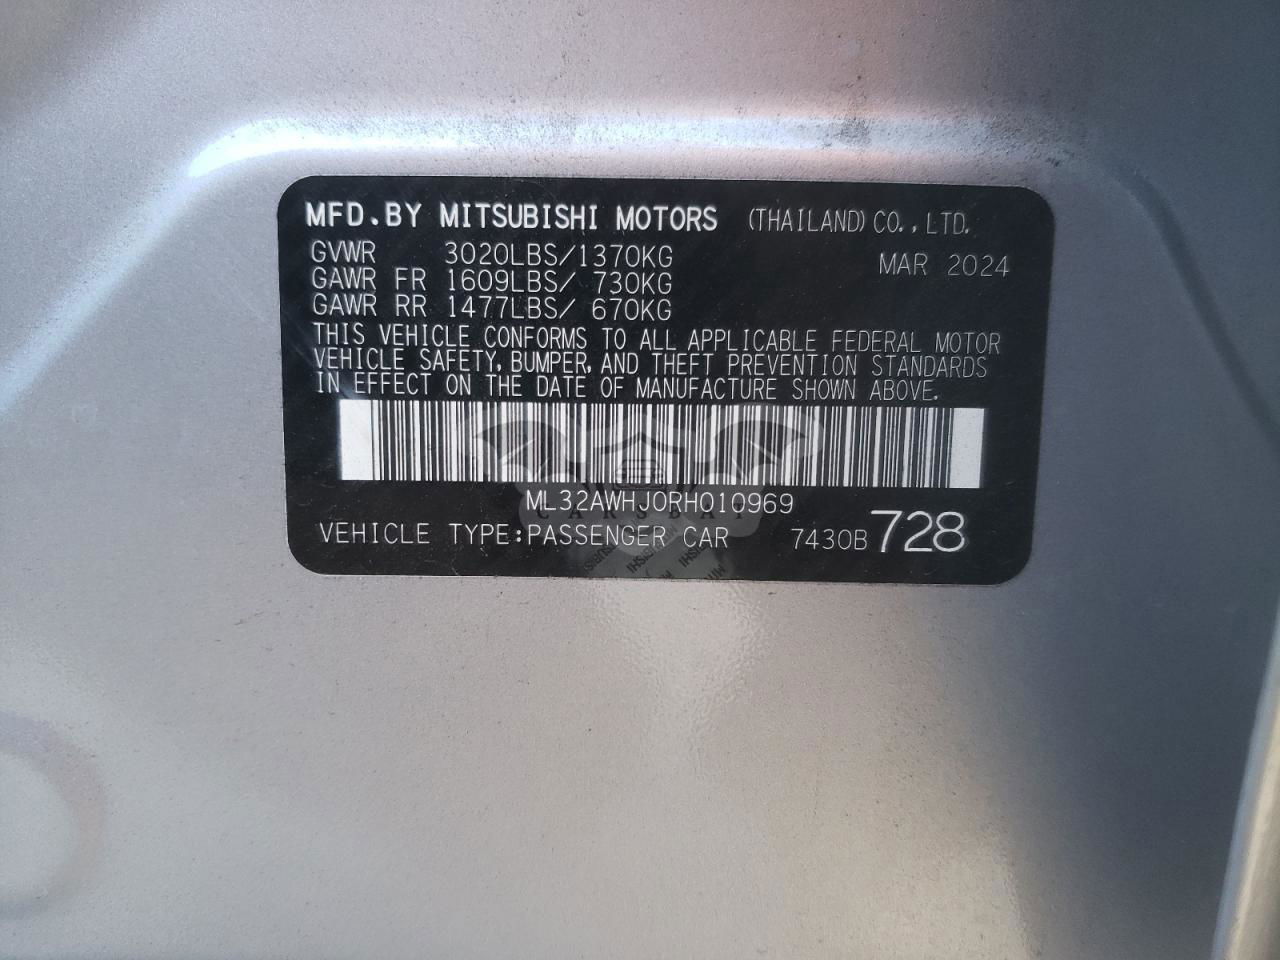 MFD.BY MITSUBISHI MOTORS (THAILAND) CO., LTD.
GVWR 3020LBS/1370KG MAR 2024
GAWR FR 1609LBS/ 730KG
GAWR RR 1477LBS/ 670KG
THIS VEHICLE CONFORMS TO ALL APPLICABLE FEDERAL MOTOR
VEHICLE SAFETY, BUMPER, AND THEFT PREVENTION STANDARDS
IN EFFECT ON THE DATE OF MANUFACTURE SHOWN ABOVE.
ML32AWHJ0RH010969
CARSBAT
VEHICLE TYPE:PASSENGER CAR 7430B 728